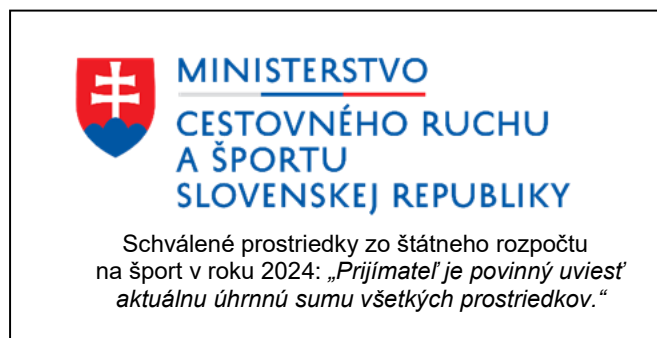 MINISTERSTVO
CESTOVNÉHO RUCHU
A ŠPORTU
SLOVENSKEJ REPUBLIKY
Schválené prostriedky zo štátneho rozpočtu
na šport v roku 2024: „Prijímateľ je povinný uviesť
aktuálnu úhrnnú sumu všetkých prostriedkov.“